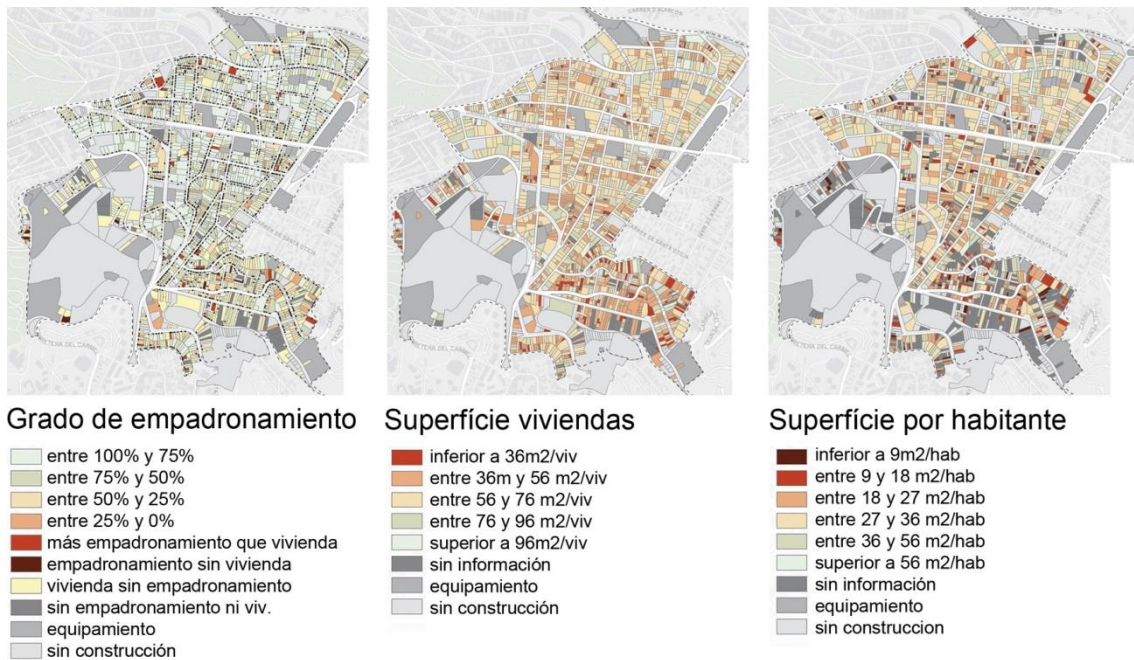 Grado de empadronamiento
entre 100% y 75%
entre 75% y 50%
entre 50% y 25%
entre 25% y 0%
más empadronamiento que vivienda
empadronamiento sin vivienda
vivienda sin empadronamiento
sin empadronamiento ni viv.
equipamiento
sin construcción
Superfície viviendas
inferior a 36m2/viv
entre 36m y 56 m2/viv
entre 56 y 76 m2/viv
entre 76 y 96 m2/viv
superior a 96m2/viv
sin información
equipamiento
sin construcción
Superfície por habitante
inferior a 9m2/hab
entre 9 y 18 m2/hab
entre 18 y 27 m2/hab
entre 27 y 36 m2/hab
entre 36 y 56 m2/hab
superior a 56 m2/hab
sin información
equipamiento
sin construccion